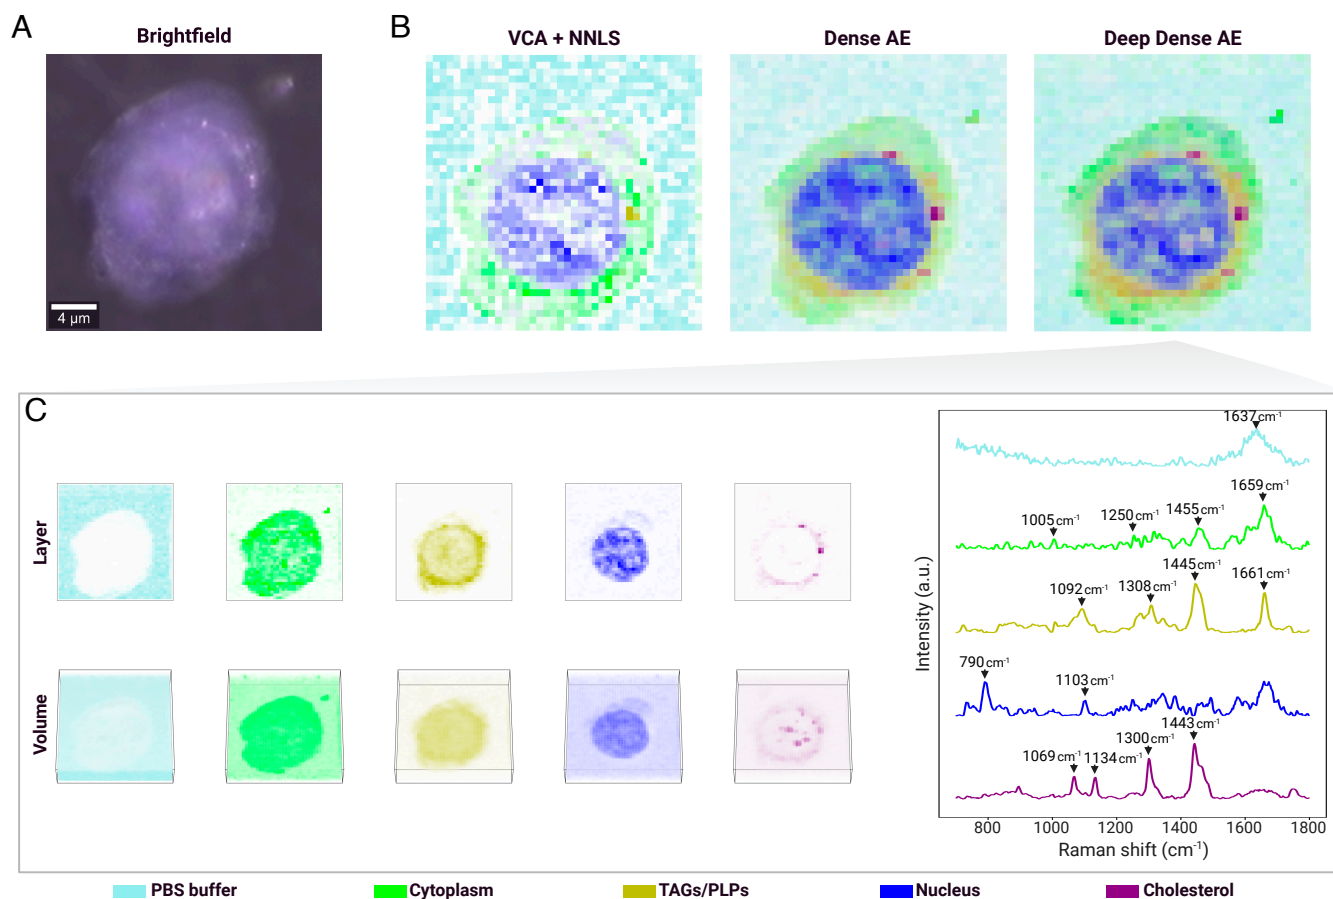 A
Brightfield
4 µm
B
VCA + NNLS
Dense AE
Deep Dense AE
C
Layer
Volume
Intensity (a.u.)
1637 cm-1
1005 cm-1
1250 cm-1
1455 cm-1
1659 cm-1
1092 cm-1
1308 cm-1
1445 cm-1
1661 cm-1
790 cm-1
1103 cm-1
1069 cm-1
1134 cm-1
1300 cm-1
1443 cm-1
800 1000 1200 1400 1600 1800
Raman shift (cm-1)
PBS buffer Cytoplasm TAGs/PLPs Nucleus Cholesterol